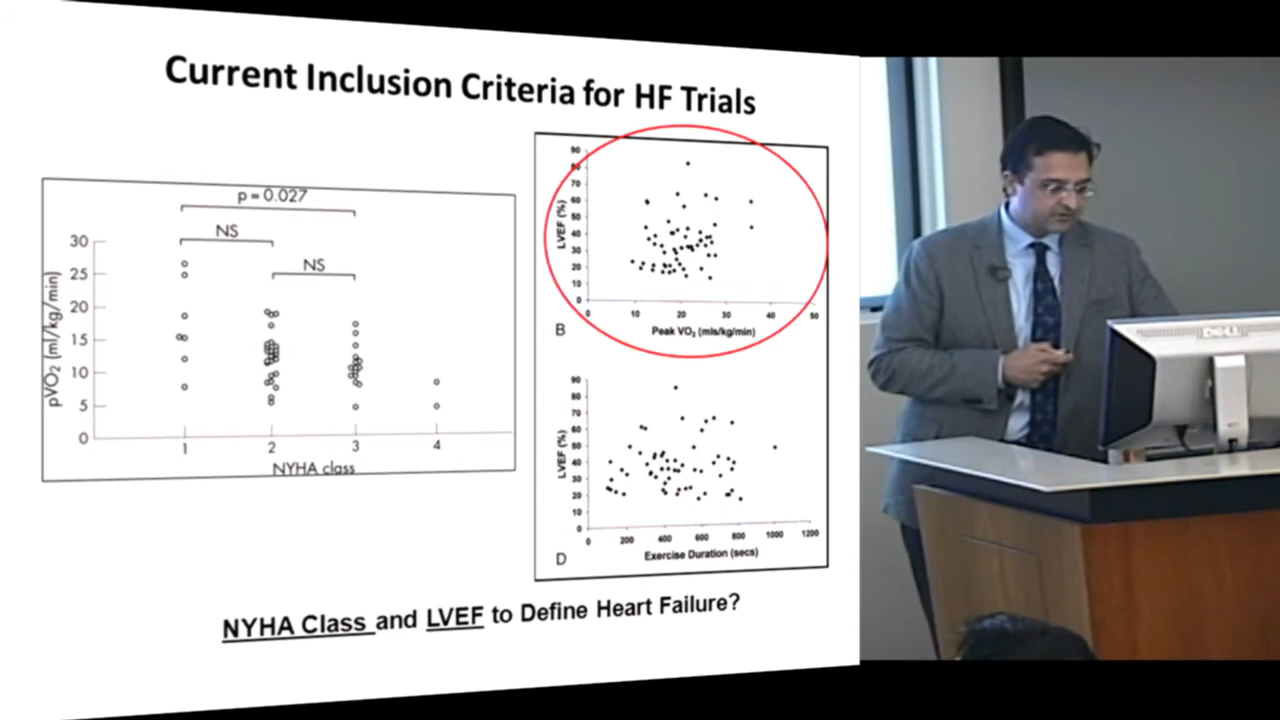 Current Inclusion Criteria for HF Trials
p = 0.027
NS
NS
30
25
20
15
10
5
0
pVO2 (ml/kg/min)
1 2 3 4
NYHA class
90
80
70
60
50
40
30
20
10
0
LVEF (%)
0 10 20 30 40 50
B
Peak VO2 (mls/kg/min)
90
80
70
60
50
40
30
20
10
0
LVEF (%)
0 200 400 600 800 1000 1200
D
Exercise Duration (secs)
NYHA Class and LVEF to Define Heart Failure?
DELL